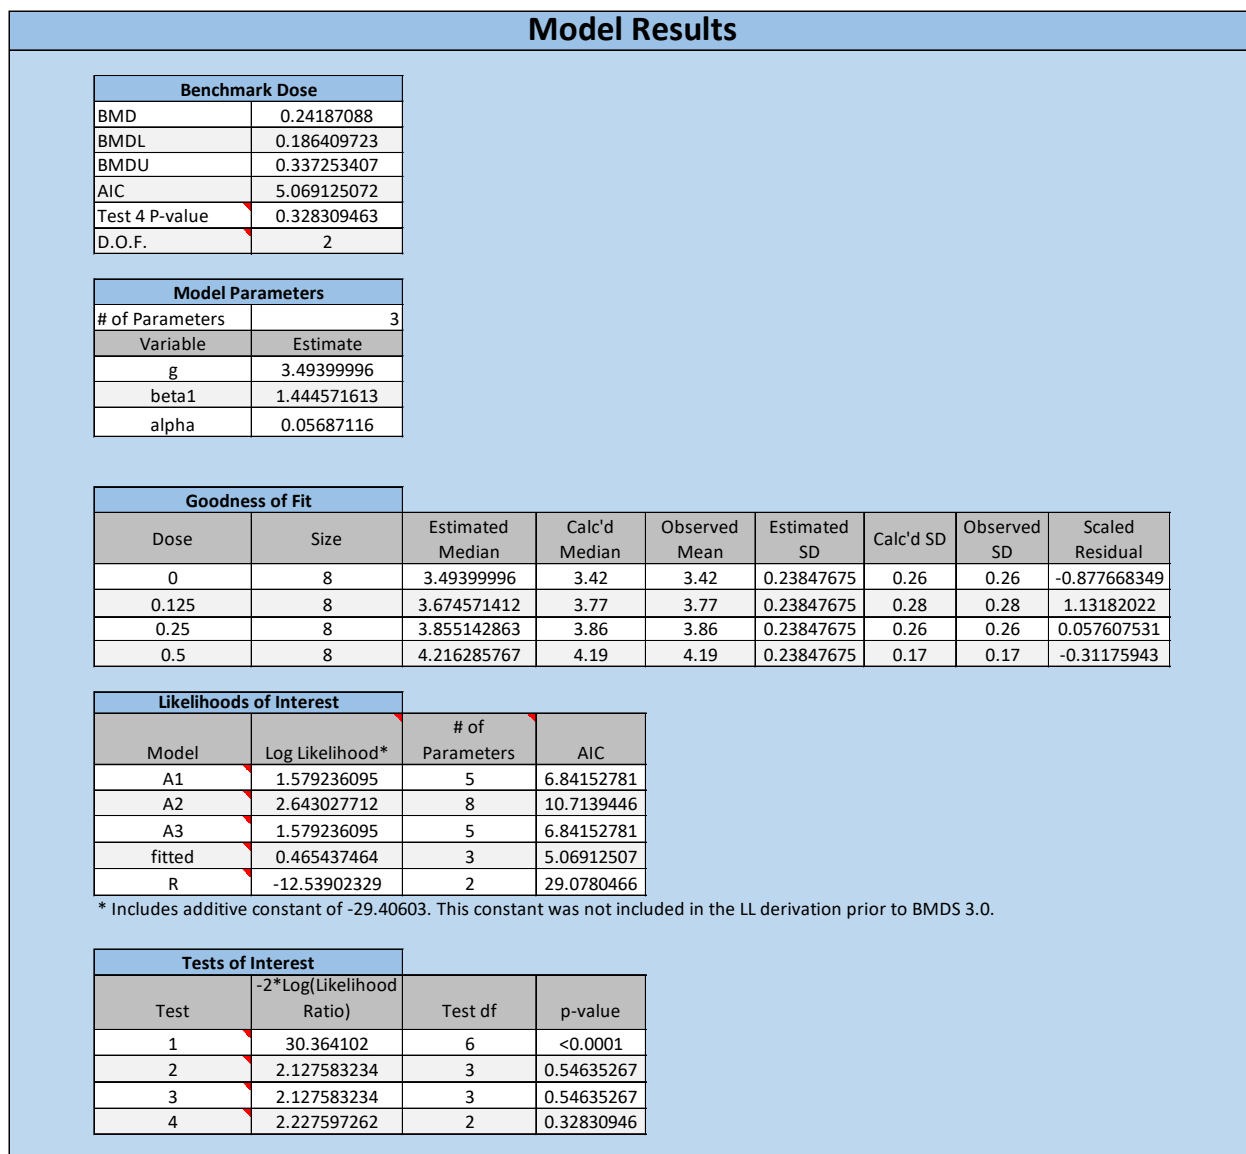 Model Results
Benchmark Dose
BMD 0.24187088
BMDL 0.186409723
BMDU 0.337253407
AIC 5.069125072
Test 4 P-value 0.328309463
D.O.F. 2
Model Parameters
# of Parameters 3
Variable Estimate
g 3.49399996
beta1 1.444571613
alpha 0.05687116
Goodness of Fit
Dose Size Estimated Median Calc'd Median Observed Mean Estimated SD Calc'd SD Observed SD Scaled Residual
0 8 3.49399996 3.42 3.42 0.23847675 0.26 0.26 -0.877668349
0.125 8 3.674571412 3.77 3.77 0.23847675 0.28 0.28 1.13182022
0.25 8 3.855142863 3.86 3.86 0.23847675 0.26 0.26 0.057607531
0.5 8 4.216285767 4.19 4.19 0.23847675 0.17 0.17 -0.31175943
Likelihoods of Interest
Model Log Likelihood* # of Parameters AIC
A1 1.579236095 5 6.84152781
A2 2.643027712 8 10.7139446
A3 1.579236095 5 6.84152781
fitted 0.465437464 3 5.06912507
R -12.53902329 2 29.0780466
* Includes additive constant of -29.40603. This constant was not included in the LL derivation prior to BMDS 3.0.
Tests of Interest
Test -2*Log(Likelihood Ratio) Test df p-value
1 30.364102 6 <0.0001
2 2.127583234 3 0.54635267
3 2.127583234 3 0.54635267
4 2.227597262 2 0.32830946